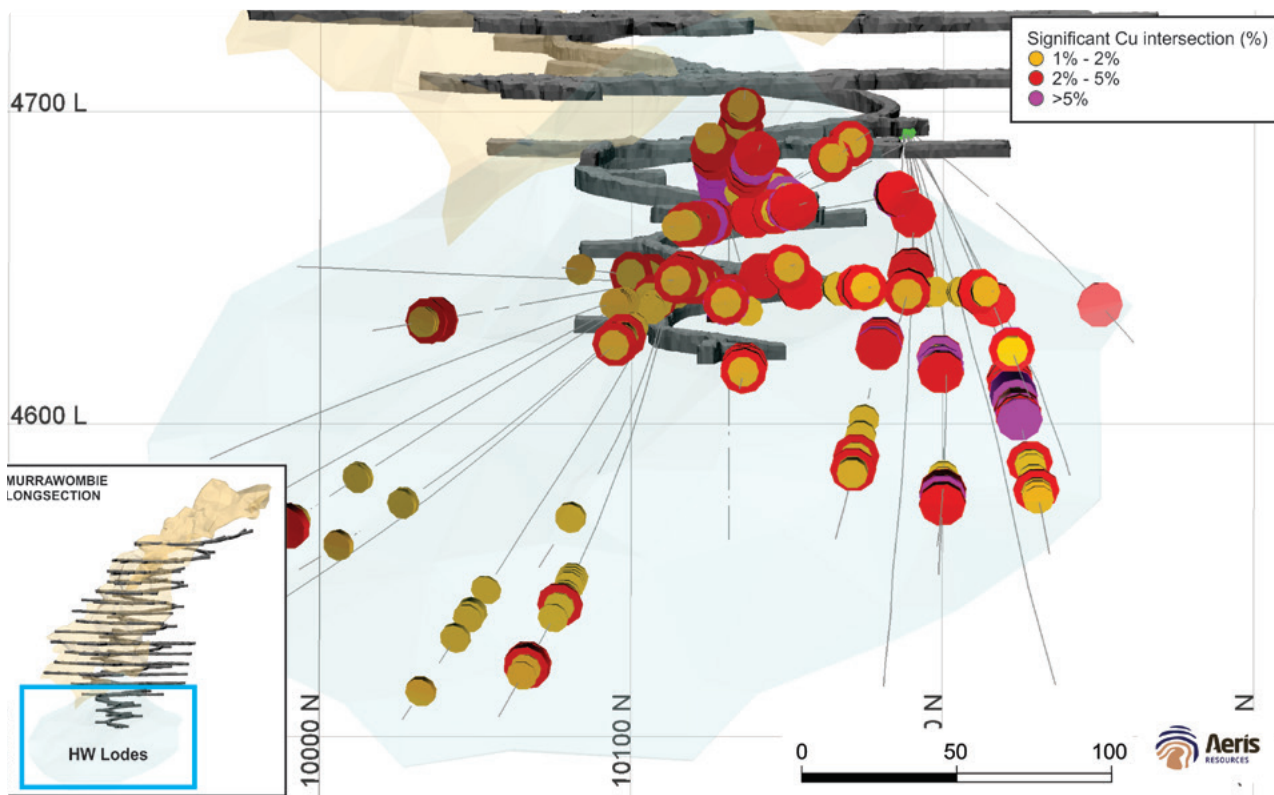 Significant Cu intersection (%)
1% - 2%
2% - 5%
>5%
4700 L
4600 L
MURRAWOMBIE
LONGSECTION
HW Lodes
10000 N
10100 N
N
N
0 50 100
Aeris
RESOURCES